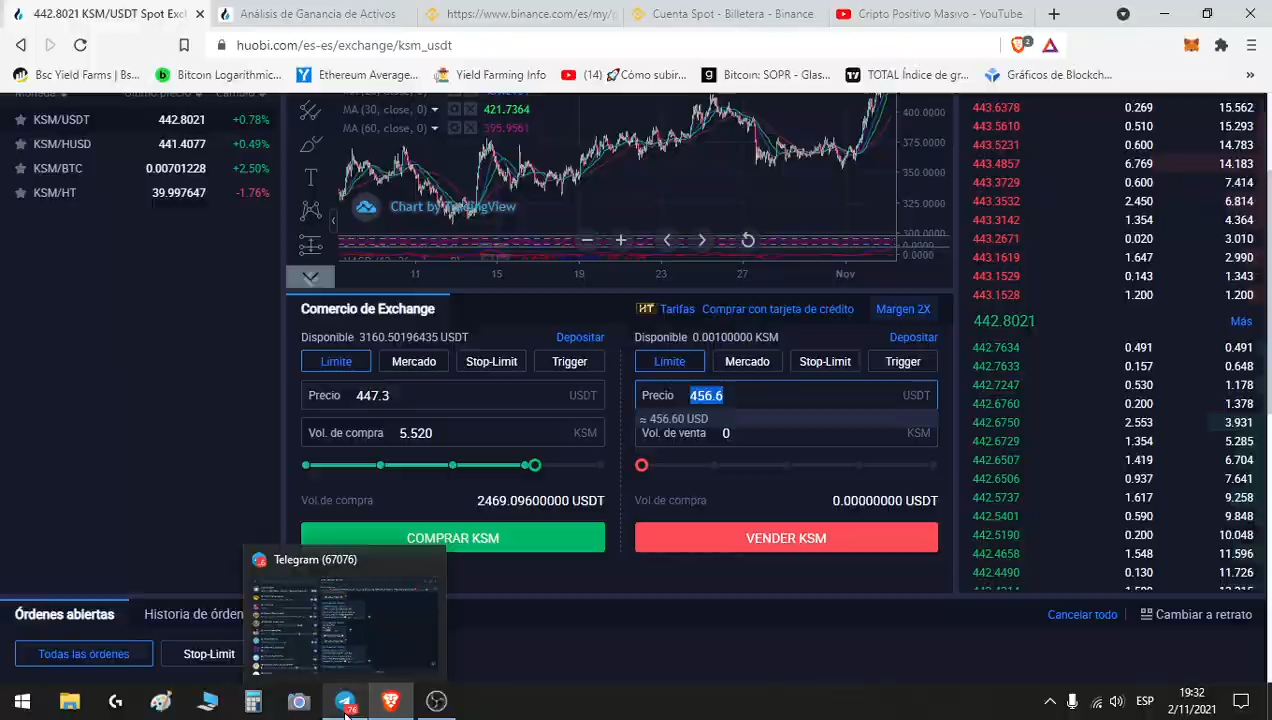 442.8021 KSM/USDT Spot Exc
Análisis de Ganancia de Activos
https://www.binance.com/es/my/
Cuenta Spot - Billetera - Binance
Cripto Positivo Masivo - YouTube
huobi.com/es-es/exchange/ksm_usdt
2
Bsc Yield Farms | Bs...
Bitcoin Logarithmic...
Ethereum Average...
Yield Farming Info
(14) 🚀Cómo subir...
Bitcoin: SOPR - Glas...
TOTAL Índice de gr...
Gráficos de Blockch...
KSM/USDT 442.8021 +0.78%
KSM/HUSD 441.4077 +0.49%
KSM/BTC 0.00701228 +2.50%
KSM/HT 39.997647 -1.76%
MA (30, close, 0) 421.7364
MA (60, close, 0) 395.9561
Chart by TradingView
400.0000
375.0000
350.0000
325.0000
300.0000
0.0000
0.0000
11 15 19 23 27 Nov
Comercio de Exchange
HT Tarifas Comprar con tarjeta de crédito Margen 2X
Disponible 3160.50196435 USDT Depositar
Límite Mercado Stop-Limit Trigger
Precio 447.3 USDT
Vol. de compra 5.520 KSM
Vol.de compra 2469.09600000 USDT
COMPRAR KSM
Disponible 0.00100000 KSM Depositar
Límite Mercado Stop-Limit Trigger
Precio 456.6 USDT
≈ 456.60 USD
Vol. de venta 0 KSM
Vol.de compra 0.00000000 USDT
VENDER KSM
443.6378 0.269 15.562
443.5610 0.510 15.293
443.5231 0.600 14.783
443.4857 6.769 14.183
443.3729 0.600 7.414
443.3532 2.450 6.814
443.3142 1.354 4.364
443.2671 0.020 3.010
443.1619 1.647 2.990
443.1529 0.143 1.343
443.1528 1.200 1.200
442.8021 Más
442.7634 0.491 0.491
442.7633 0.157 0.648
442.7247 0.530 1.178
442.6760 0.200 1.378
442.6750 2.553 3.931
442.6729 1.354 5.285
442.6507 1.419 6.704
442.6506 0.937 7.641
442.5737 1.617 9.258
442.5401 0.590 9.848
442.5190 0.200 10.048
442.4658 1.548 11.596
442.4490 0.130 11.726
Telegram (67076)
Órdenes abiertas Historia de órden
Cancelar todo Cambiar a retrato
Todas las órdenes Stop-Limit
ESP
19:32
2/11/2021